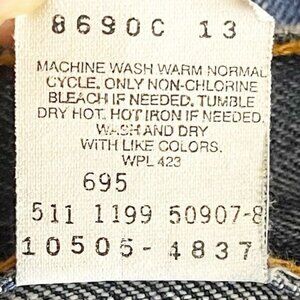 8690C 13
MACHINE WASH WARM NORMAL
CYCLE. ONLY NON-CHLORINE
BLEACH IF NEEDED. TUMBLE
DRY HOT. HOT IRON IF NEEDED.
WASH AND DRY
WITH LIKE COLORS.
WPL 423
695
511 1199 50907-8
10505-4837